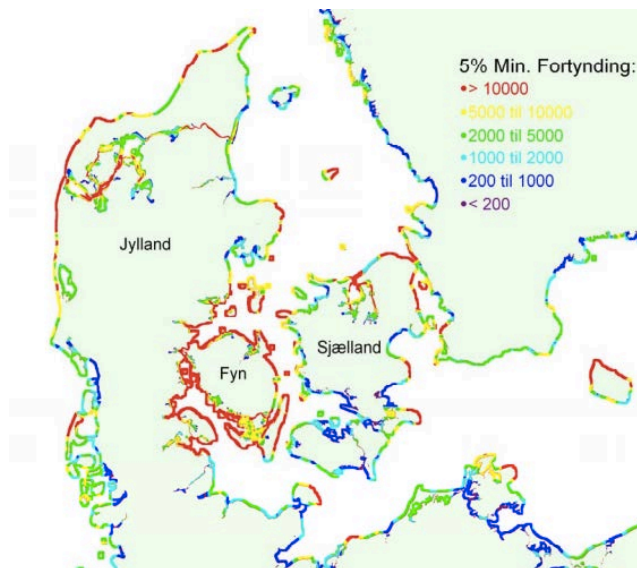 5% Min. Fortynding:
> 10000
5000 til 10000
2000 til 5000
1000 til 2000
200 til 1000
< 200
Jylland
Sjælland
Fyn